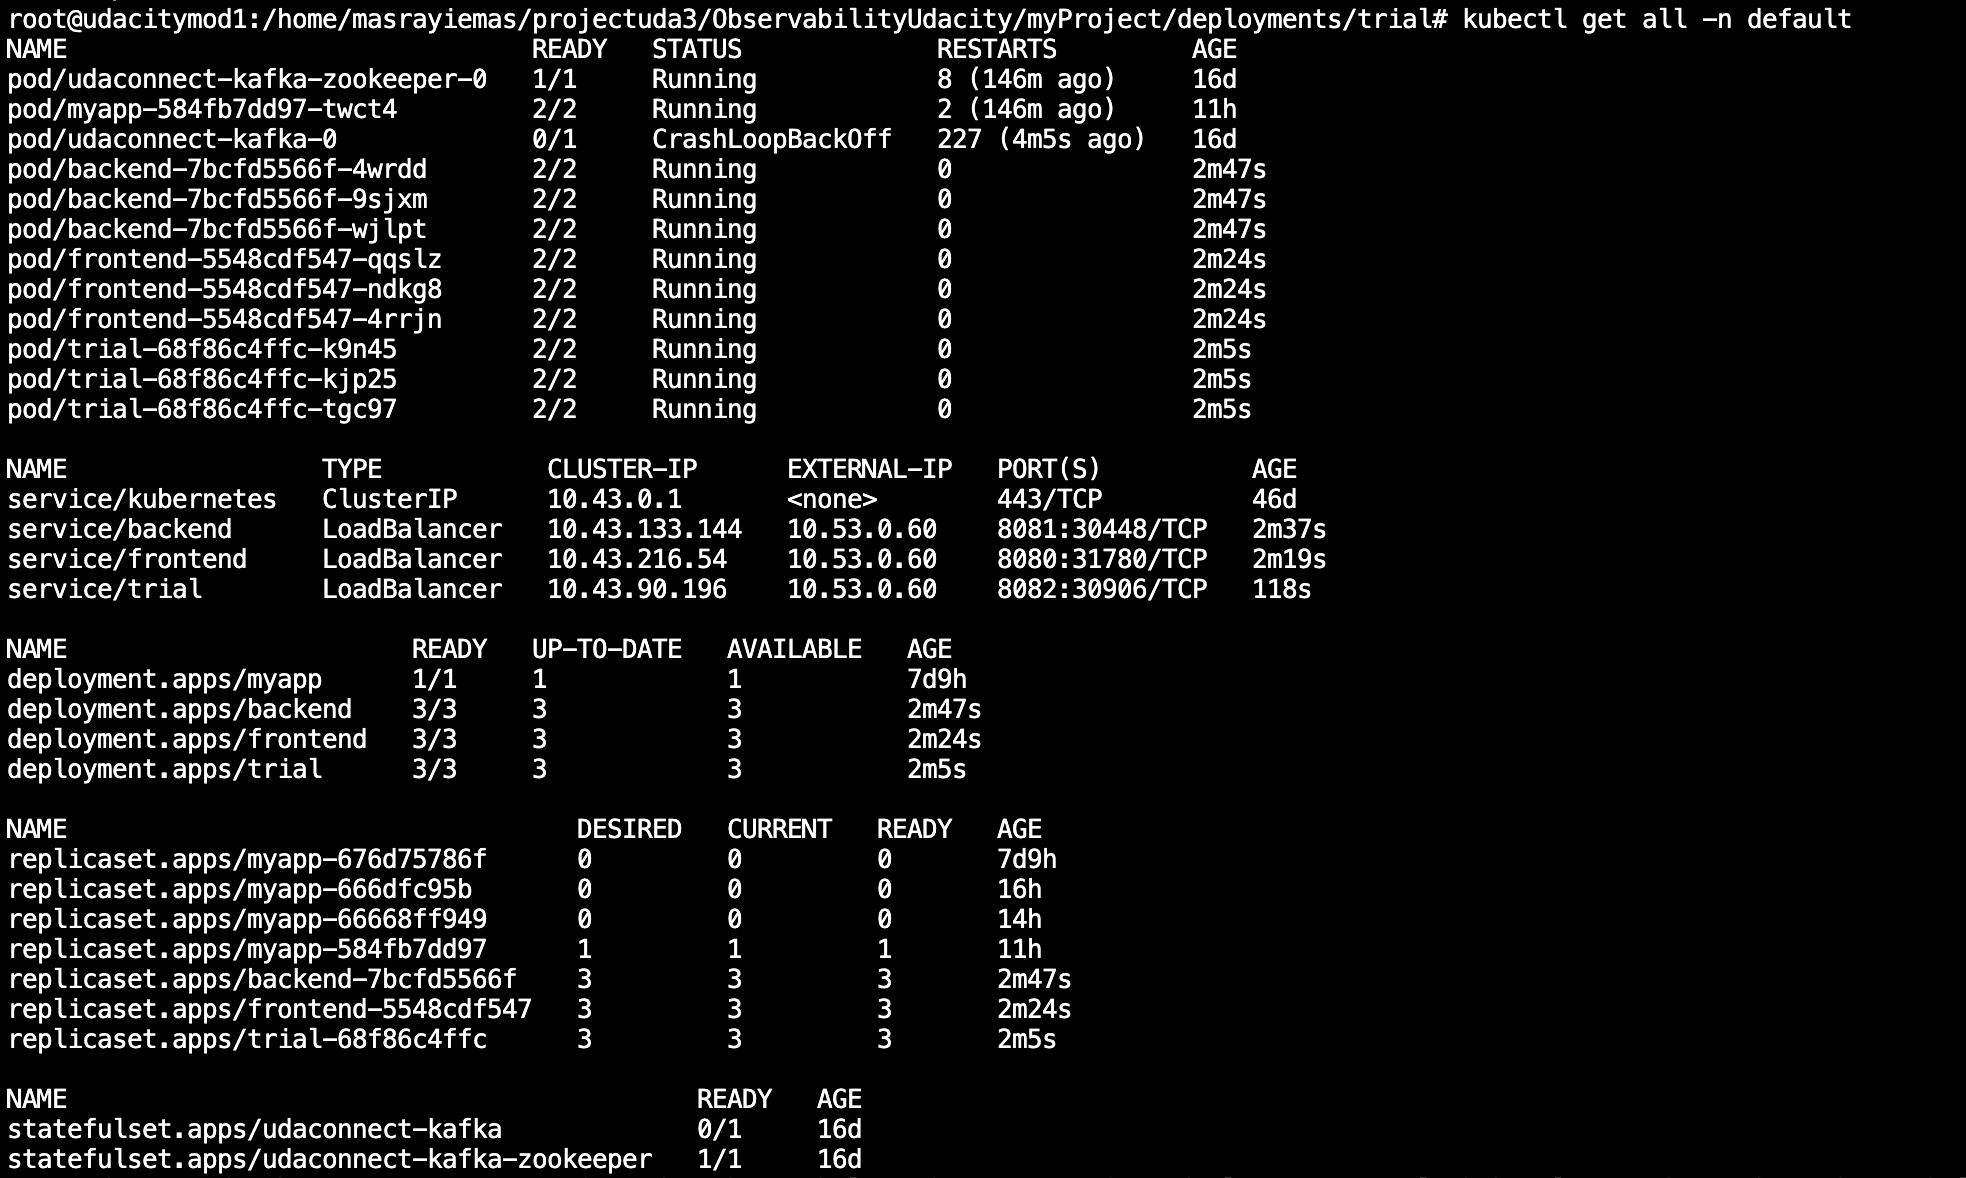 root@udacitymod1:/home/masrayiemas/projectuda3/ObservabilityUdacity/myProject/deployments/trial# kubectl get all -n default
NAME READY STATUS RESTARTS AGE
pod/udaconnect-kafka-zookeeper-0 1/1 Running 8 (146m ago) 16d
pod/myapp-584fb7dd97-twct4 2/2 Running 2 (146m ago) 11h
pod/udaconnect-kafka-0 0/1 CrashLoopBackOff 227 (4m5s ago) 16d
pod/backend-7bcfd5566f-4wrdd 2/2 Running 0 2m47s
pod/backend-7bcfd5566f-9sjxm 2/2 Running 0 2m47s
pod/backend-7bcfd5566f-wjlpt 2/2 Running 0 2m47s
pod/frontend-5548cdf547-qqslz 2/2 Running 0 2m24s
pod/frontend-5548cdf547-ndkg8 2/2 Running 0 2m24s
pod/frontend-5548cdf547-4rrjn 2/2 Running 0 2m24s
pod/trial-68f86c4ffc-k9n45 2/2 Running 0 2m5s
pod/trial-68f86c4ffc-kjp25 2/2 Running 0 2m5s
pod/trial-68f86c4ffc-tgc97 2/2 Running 0 2m5s
NAME TYPE CLUSTER-IP EXTERNAL-IP PORT(S) AGE
service/kubernetes ClusterIP 10.43.0.1 <none> 443/TCP 46d
service/backend LoadBalancer 10.43.133.144 10.53.0.60 8081:30448/TCP 2m37s
service/frontend LoadBalancer 10.43.216.54 10.53.0.60 8080:31780/TCP 2m19s
service/trial LoadBalancer 10.43.90.196 10.53.0.60 8082:30906/TCP 118s
NAME READY UP-TO-DATE AVAILABLE AGE
deployment.apps/myapp 1/1 1 1 7d9h
deployment.apps/backend 3/3 3 3 2m47s
deployment.apps/frontend 3/3 3 3 2m24s
deployment.apps/trial 3/3 3 3 2m5s
NAME DESIRED CURRENT READY AGE
replicaset.apps/myapp-676d75786f 0 0 0 7d9h
replicaset.apps/myapp-666dfc95b 0 0 0 16h
replicaset.apps/myapp-66668ff949 0 0 0 14h
replicaset.apps/myapp-584fb7dd97 1 1 1 11h
replicaset.apps/backend-7bcfd5566f 3 3 3 2m47s
replicaset.apps/frontend-5548cdf547 3 3 3 2m24s
replicaset.apps/trial-68f86c4ffc 3 3 3 2m5s
NAME READY AGE
statefulset.apps/udaconnect-kafka 0/1 16d
statefulset.apps/udaconnect-kafka-zookeeper 1/1 16d